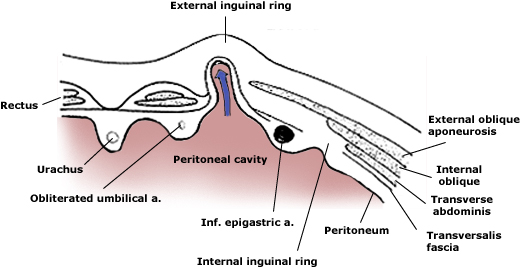 External inguinal ring
Rectus
External oblique
aponeurosis
Peritoneal cavity
Urachus
Internal
oblique
Obliterated umbilical a.
Transverse
abdominis
Inf. epigastric a.
Peritoneum
Transversalis
fascia
Internal inguinal ring